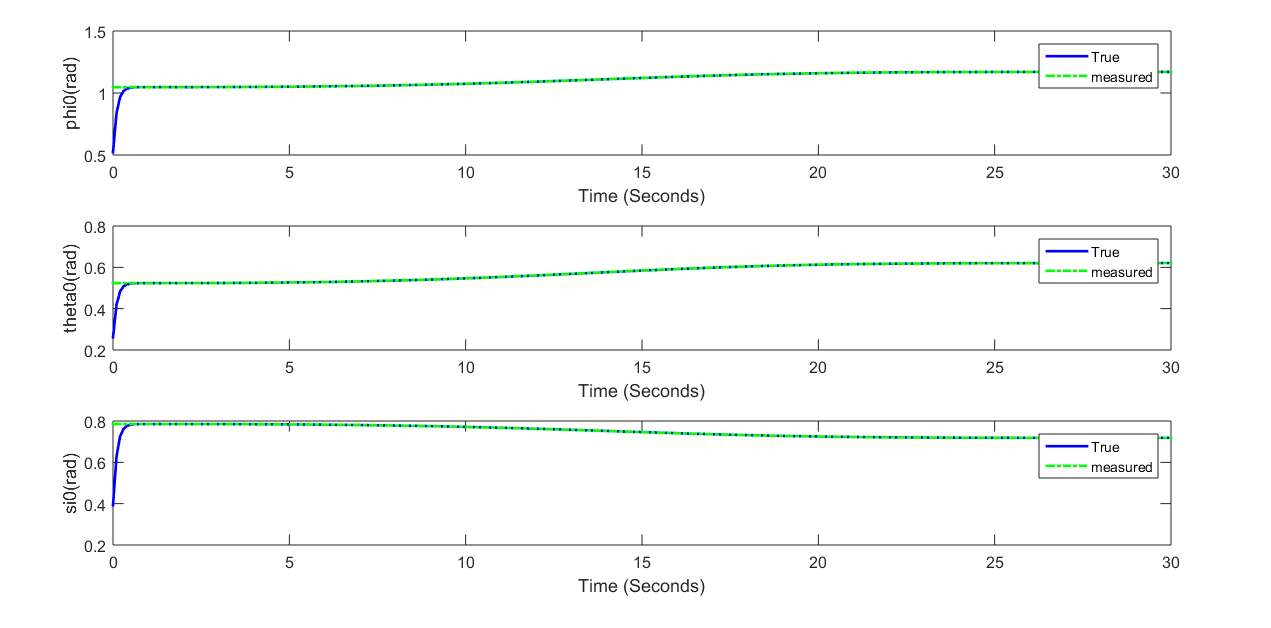 1.5
1
0.5
phi0(rad)
True
measured
0 5 10 15 20 25 30
Time (Seconds)
0.8
0.6
0.4
0.2
theta0(rad)
True
measured
0 5 10 15 20 25 30
Time (Seconds)
0.8
0.6
0.4
0.2
si0(rad)
True
measured
0 5 10 15 20 25 30
Time (Seconds)